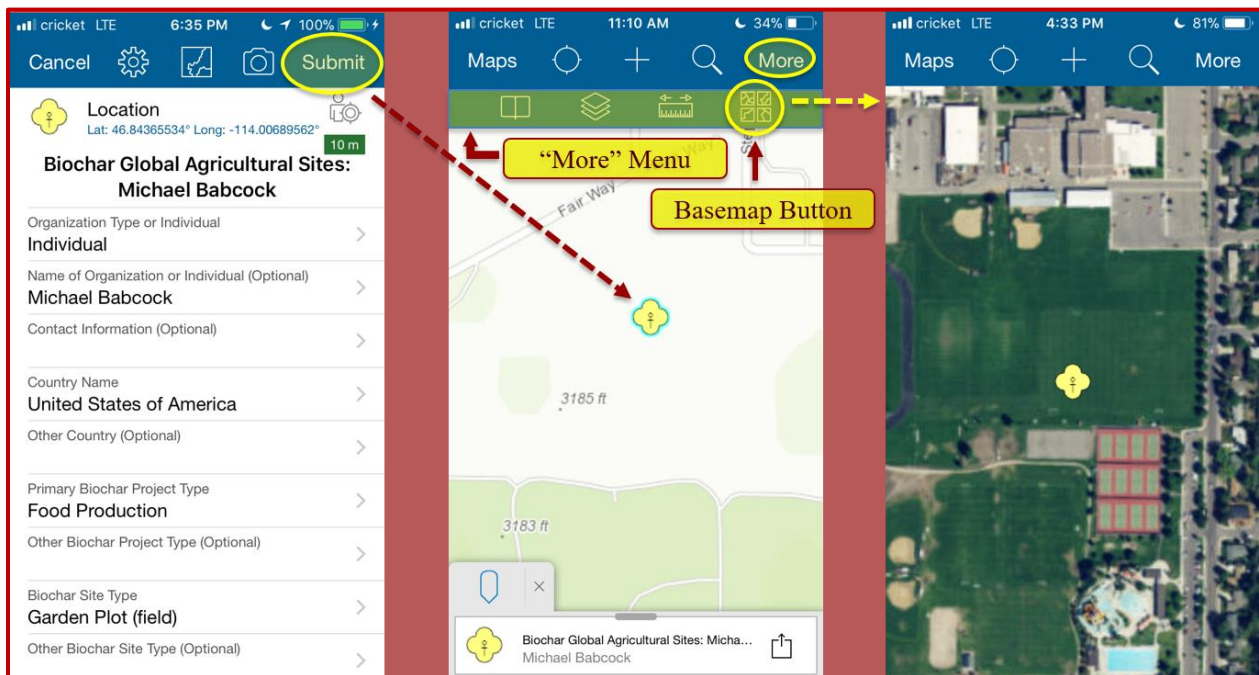 cricket LTE 6:35 PM 100%
Cancel Submit
Location
Lat: 46.84365534° Long: -114.00689562°
10 m
Biochar Global Agricultural Sites:
Michael Babcock
Organization Type or Individual
Individual
Name of Organization or Individual (Optional)
Michael Babcock
Contact Information (Optional)
Country Name
United States of America
Other Country (Optional)
Primary Biochar Project Type
Food Production
Other Biochar Project Type (Optional)
Biochar Site Type
Garden Plot (field)
Other Biochar Site Type (Optional)
cricket LTE 11:10 AM 34%
Maps More
“More” Menu
Basemap Button
Fair Way
3185 ft
3183 ft
Biochar Global Agricultural Sites: Micha...
Michael Babcock
cricket LTE 4:33 PM 81%
Maps More